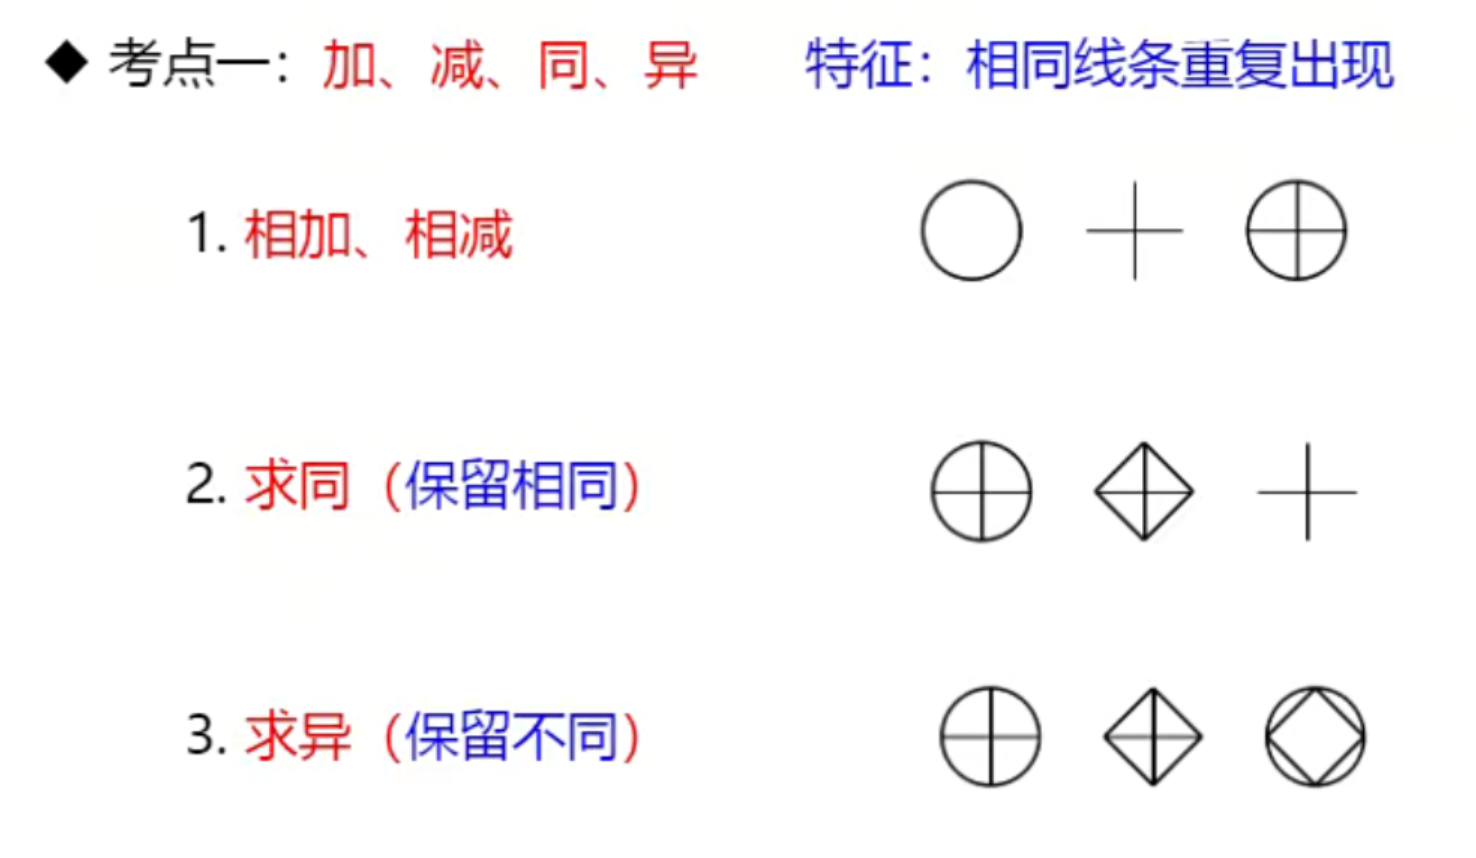 ◆ 考点一：加、减、同、异 特征：相同线条重复出现
1. 相加、相减
2. 求同（保留相同）
3. 求异（保留不同）